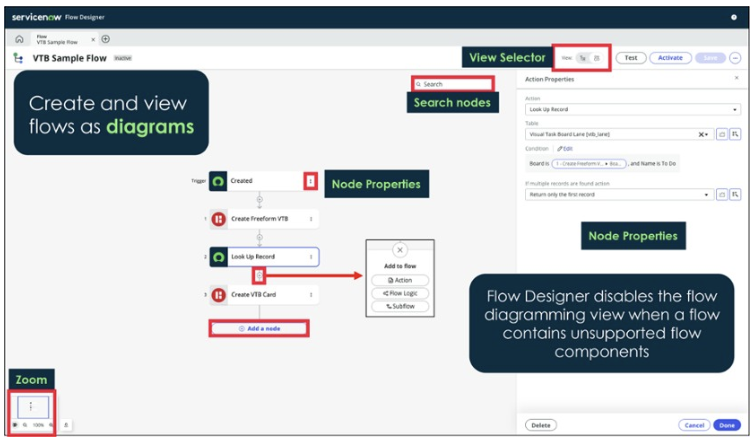 servicenow Flow Designer
Flow
VTB Sample Flow
VTB Sample Flow Inactive
View Selector
View:
Test
Activate
Save
Create and view
flows as diagrams
Search
Search nodes
Action Properties
Action
Look Up Record
Table
Visual Task Board Lane [vtb_lane]
Condition Edit
Board is 1 - Create Freeform V... ▸ Boa... , and Name is To Do
If multiple records are found action
Return only the first record
Trigger Created
Node Properties
1 Create Freeform VTB
2 Look Up Record
3 Create VTB Card
Add a node
Add to flow
Action
Flow Logic
Subflow
Node Properties
Flow Designer disables the flow
diagramming view when a flow
contains unsupported flow
components
Zoom
100%
Delete
Cancel
Done